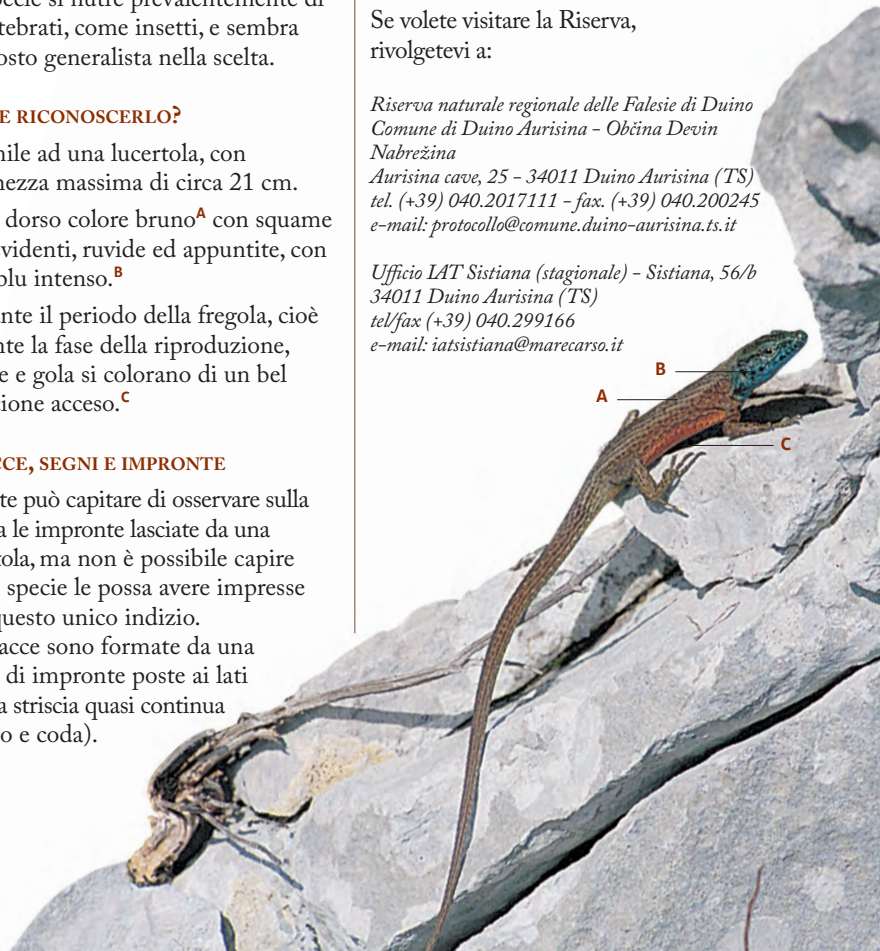 si nutre prevalentemente di
tebrati, come insetti, e sembra
osto generalista nella scelta.
E RICONOSCERLO?
nile ad una lucertola, con
nezza massima di circa 21 cm.
dorso colore brunoA con squame
videnti, ruvide ed appuntite, con
blu intenso.B
nte il periodo della fregola, cioè
nte la fase della riproduzione,
e e gola si colorano di un bel
ione acceso.C
CCE, SEGNI E IMPRONTE
te può capitare di osservare sulla
a le impronte lasciate da una
tola, ma non è possibile capire
specie le possa avere impresse
questo unico indizio.
acce sono formate da una
di impronte poste ai lati
a striscia quasi continua
o e coda).
Se volete visitare la Riserva,
rivolgetevi a:
Riserva naturale regionale delle Falesie di Duino
Comune di Duino Aurisina - Občina Devin
Nabrežina
Aurisina cave, 25 - 34011 Duino Aurisina (TS)
tel. (+39) 040.2017111 - fax. (+39) 040.200245
e-mail: protocollo@comune.duino-aurisina.ts.it
Ufficio IAT Sistiana (stagionale) - Sistiana, 56/b
34011 Duino Aurisina (TS)
tel/fax (+39) 040.299166
e-mail: iatsistiana@marecarso.it
B
A
C